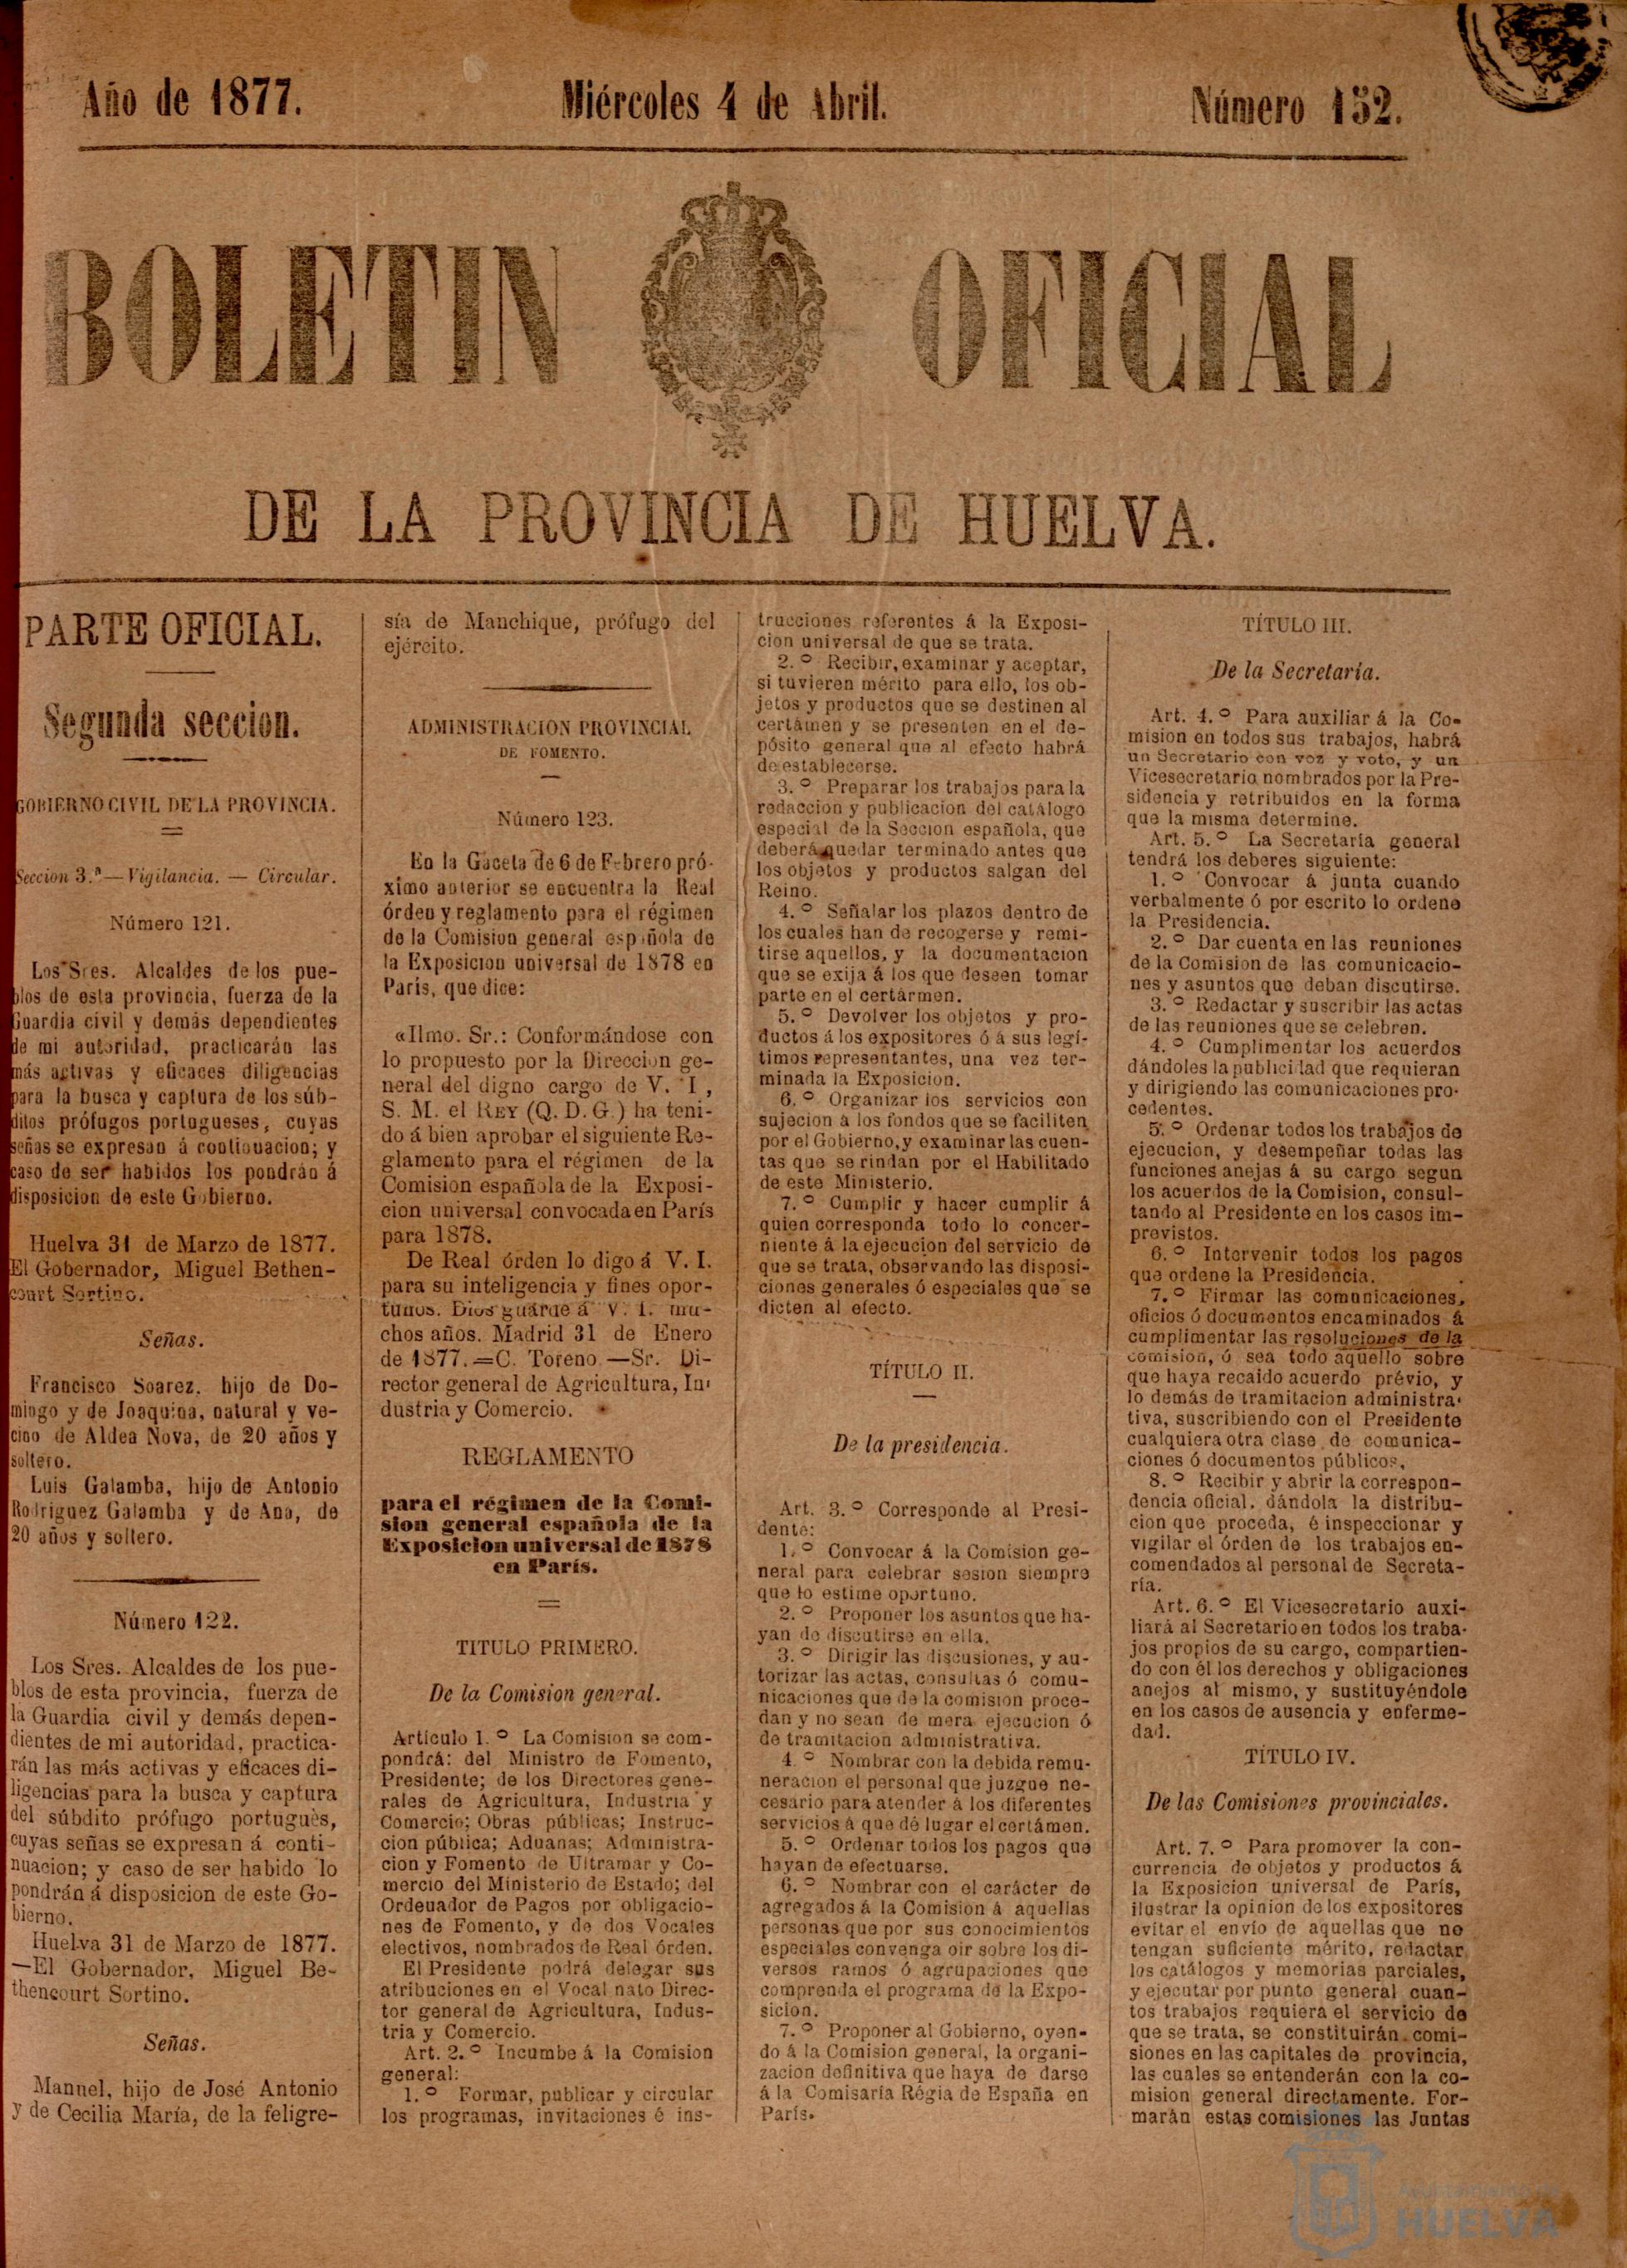 Año de 1877.
Miércoles 4 de Abril.
Número 152.
BOLETIN OFICIAL
DE LA PROVINCIA DE HUELVA.
PARTE OFICIAL.
Segunda seccion.
GOBIERNO CIVIL DE LA PROVINCIA.
Seccion 3.ª — Vigilancia. — Circular.
Número 121.
Los Sres. Alcaldes de los pue-
blos de esta provincia, fuerza de la
Guardia civil y demás dependientes
de mi autoridad, practicarán las
más activas y eficaces diligencias
para la busca y captura de los súb-
ditos prófugos portugueses, cuyas
señas se expresan á continuacion; y
caso de ser habidos los pondrán á
disposicion de este Gobierno.
Huelva 31 de Marzo de 1877.
El Gobernador, Miguel Bethen-
court Sortino.
Señas.
Francisco Soarez, hijo de Do-
mingo y de Joaquina, natural y ve-
cino de Aldea Nova, de 20 años y
soltero.
Luis Galamba, hijo de Antonio
Rodriguez Galamba y de Ana, de
20 años y soltero.
Número 122.
Los Sres. Alcaldes de los pue-
blos de esta provincia, fuerza de
la Guardia civil y demás depen-
dientes de mi autoridad, practica-
rán las más activas y eficaces di-
ligencias para la busca y captura
del súbdito prófugo portuguès,
cuyas señas se expresan á conti-
nuacion; y caso de ser habido lo
pondrán á disposicion de este Go-
bierno.
Huelva 31 de Marzo de 1877.
—El Gobernador, Miguel Be-
thencourt Sortino.
Señas.
Manuel, hijo de José Antonio
y de Cecilia María, de la feligre-
sía de Manchique, prófugo del
ejército.
ADMINISTRACION PROVINCIAL
DE FOMENTO.
Número 123.
En la Gaceta de 6 de Febrero pró-
ximo anterior se encuentra la Real
órden y reglamento para el régimen
de la Comision general española de
la Exposicion universal de 1878 en
París, que dice:
«Ilmo. Sr.: Conformándose con
lo propuesto por la Direccion ge-
neral del digno cargo de V. I,
S. M. el REY (Q. D. G.) ha teni-
do á bien aprobar el siguiente Re-
glamento para el régimen de la
Comision española de la Exposi-
cion universal convocada en París
para 1878.
De Real órden lo digo á V. I.
para su inteligencia y fines opor-
tunos. Dios guarde á V. I. mu-
chos años. Madrid 31 de Enero
de 1877.=C. Toreno.—Sr. Di-
rector general de Agricultura, In-
dustria y Comercio.
REGLAMENTO
para el régimen de la Comi-
sion general española de la
Exposicion universal de 1878
en París.
TITULO PRIMERO.
De la Comision general.
Artículo 1.º La Comision se com-
pondrá: del Ministro de Fomento,
Presidente; de los Directores gene-
rales de Agricultura, Industria y
Comercio; Obras públicas; Instruc-
cion pública; Aduanas; Administra-
cion y Fomento de Ultramar y Co-
mercio del Ministerio de Estado; del
Ordeuador de Pagos por obligacio-
nes de Fomento, y de dos Vocales
electivos, nombrados de Real órden.
El Presidente podrá delegar sus
atribuciones en el Vocal nato Direc-
tor general de Agricultura, Indus-
tria y Comercio.
Art. 2.º Incumbe á la Comision
general:
1.º Formar, publicar y circular
los programas, invitaciones é ins-
trucciones referentes á la Exposi-
cion universal de que se trata.
2.º Recibir, examinar y aceptar,
si tuvieren mérito para ello, los ob-
jetos y productos que se destinen al
certámen y se presenten en el de-
pósito general que al efecto habrá
de establecerse.
3.º Preparar los trabajos para la
redaccion y publicacion del catálogo
especial de la Seccion española, que
deberá quedar terminado antes que
los objetos y productos salgan del
Reino.
4.º Señalar los plazos dentro de
los cuales han de recogerse y remi-
tirse aquellos, y la documentacion
que se exija á los que deseen tomar
parte en el certármen.
5.º Devolver los objetos y pro-
ductos á los expositores ó á sus legí-
timos representantes, una vez ter-
minada la Exposicion.
6.º Organizar los servicios con
sujecion á los fondos que se faciliten
por el Gobierno, y examinar las cuen-
tas que se rindan por el Habilitado
de este Ministerio.
7.º Cumplir y hacer cumplir á
quien corresponda todo lo concer-
niente á la ejecucion del servicio de
que se trata, observando las disposi-
ciones generales ó especiales que se
dicten al efecto.
TÍTULO II.
De la presidencia.
Art. 3.º Corresponde al Presi-
dente:
1.º Convocar á la Comision ge-
neral para celebrar sesion siempre
que lo estime oportuno.
2.º Proponer los asuntos que ha-
yan de discutirse en ella.
3.º Dirigir las discusiones, y au-
torizar las actas, consultas ó comu-
nicaciones que de la comision proce-
dan y no sean de mera ejecucion ó
de tramitacion administrativa.
4.º Nombrar con la debida remu-
neracion el personal que juzgue ne-
cesario para atender á los diferentes
servicios á que dé lugar el certámen.
5.º Ordenar todos los pagos que
hayan de efectuarse.
6.º Nombrar con el carácter de
agregados á la Comision á aquellas
personas que por sus conocimientos
especiales convenga oir sobre los di-
versos ramos ó agrupaciones que
comprenda el programa de la Expo-
sicion.
7.º Proponer al Gobierno, oyen-
do á la Comision general, la organi-
zacion definitiva que haya de darse
á la Comisaría Régia de España en
París.
TÍTULO III.
De la Secretaría.
Art. 4.º Para auxiliar á la Co-
mision en todos sus trabajos, habrá
un Secretario con voz y voto, y un
Vicesecretario nombrados por la Pre-
sidencia y retribuidos en la forma
que la misma determine.
Art. 5.º La Secretaría general
tendrá los deberes siguiente:
1.º Convocar á junta cuando
verbalmente ó por escrito lo ordene
la Presidencia.
2.º Dar cuenta en las reuniones
de la Comision de las comunicacio-
nes y asuntos que deban discutirse.
3.º Redactar y suscribir las actas
de las reuniones que se celebren.
4.º Cumplimentar los acuerdos
dándoles la publicidad que requieran
y dirigiendo las comunicaciones pro-
cedentes.
5.º Ordenar todos los trabajos de
ejecucion, y desempeñar todas las
funciones anejas á su cargo segun
los acuerdos de la Comision, consul-
tando al Presidente en los casos im-
previstos.
6.º Intervenir todos los pagos
que ordene la Presidencia.
7.º Firmar las comunicaciones,
oficios ó documentos encaminados á
cumplimentar las resoluciones de la
comision, ó sea todo aquello sobre
que haya recaido acuerdo prévio, y
lo demás de tramitacion administra-
tiva, suscribiendo con el Presidente
cualquiera otra clase de comunica-
ciones ó documentos públicos,
8.º Recibir y abrir la correspon-
dencia oficial, dándola la distribu-
cion que proceda, é inspeccionar y
vigilar el órden de los trabajos en-
comendados al personal de Secreta-
ría.
Art. 6.º El Vicesecretario auxi-
liará al Secretario en todos los traba-
jos propios de su cargo, compartien-
do con él los derechos y obligaciones
anejos al mismo, y sustituyéndole
en los casos de ausencia y enferme-
dad.
TÍTULO IV.
De las Comisiones provinciales.
Art. 7.º Para promover la con-
currencia de objetos y productos á
la Exposicion universal de París,
ilustrar la opinion de los expositores
evitar el envío de aquellas que no
tengan suficiente mérito, redactar
los catálogos y memorias parciales,
y ejecutar por punto general cuan-
tos trabajos requiera el servicio de
que se trata, se constituirán comi-
siones en las capitales de provincia,
las cuales se entenderán con la co-
mision general directamente. For-
marán estas comisiones las Juntas
Ayuntamiento de
HUELVA